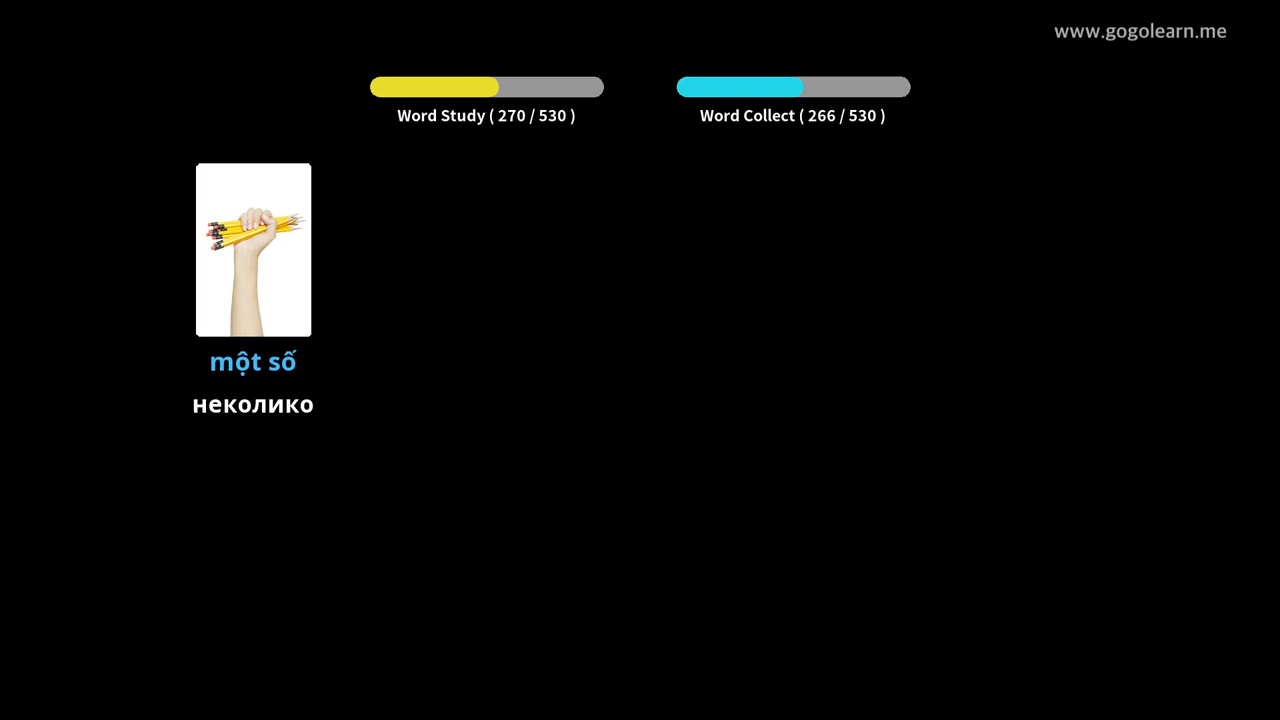 www.gogolearn.me
Word Study ( 270 / 530 )
Word Collect ( 266 / 530 )
một số
неколико